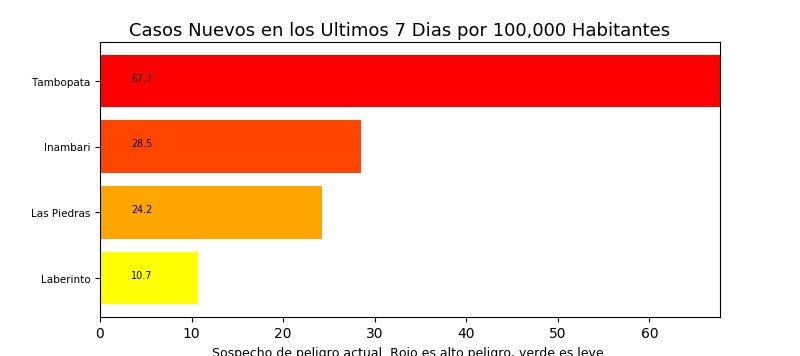 Casos Nuevos en los Ultimos 7 Dias por 100,000 Habitantes
Tambopata
67.7
Inambari
28.5
Las Piedras
24.2
Laberinto
10.7
0 10 20 30 40 50 60
Sospecho de peligro actual. Rojo es alto peligro, verde es leve